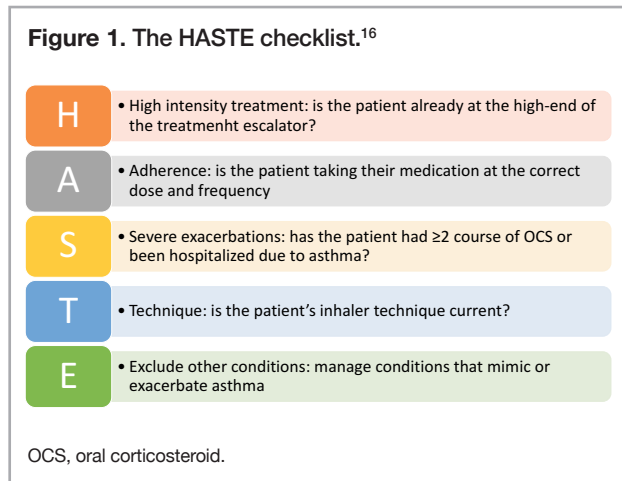 Figure 1. The HASTE checklist.¹⁶
H
• High intensity treatment: is the patient already at the high-end of
the treatmenht escalator?
A
• Adherence: is the patient taking their medication at the correct
dose and frequency
S
• Severe exacerbations: has the patient had ≥2 course of OCS or
been hospitalized due to asthma?
T
• Technique: is the patient's inhaler technique current?
E
• Exclude other conditions: manage conditions that mimic or
exacerbate asthma
OCS, oral corticosteroid.